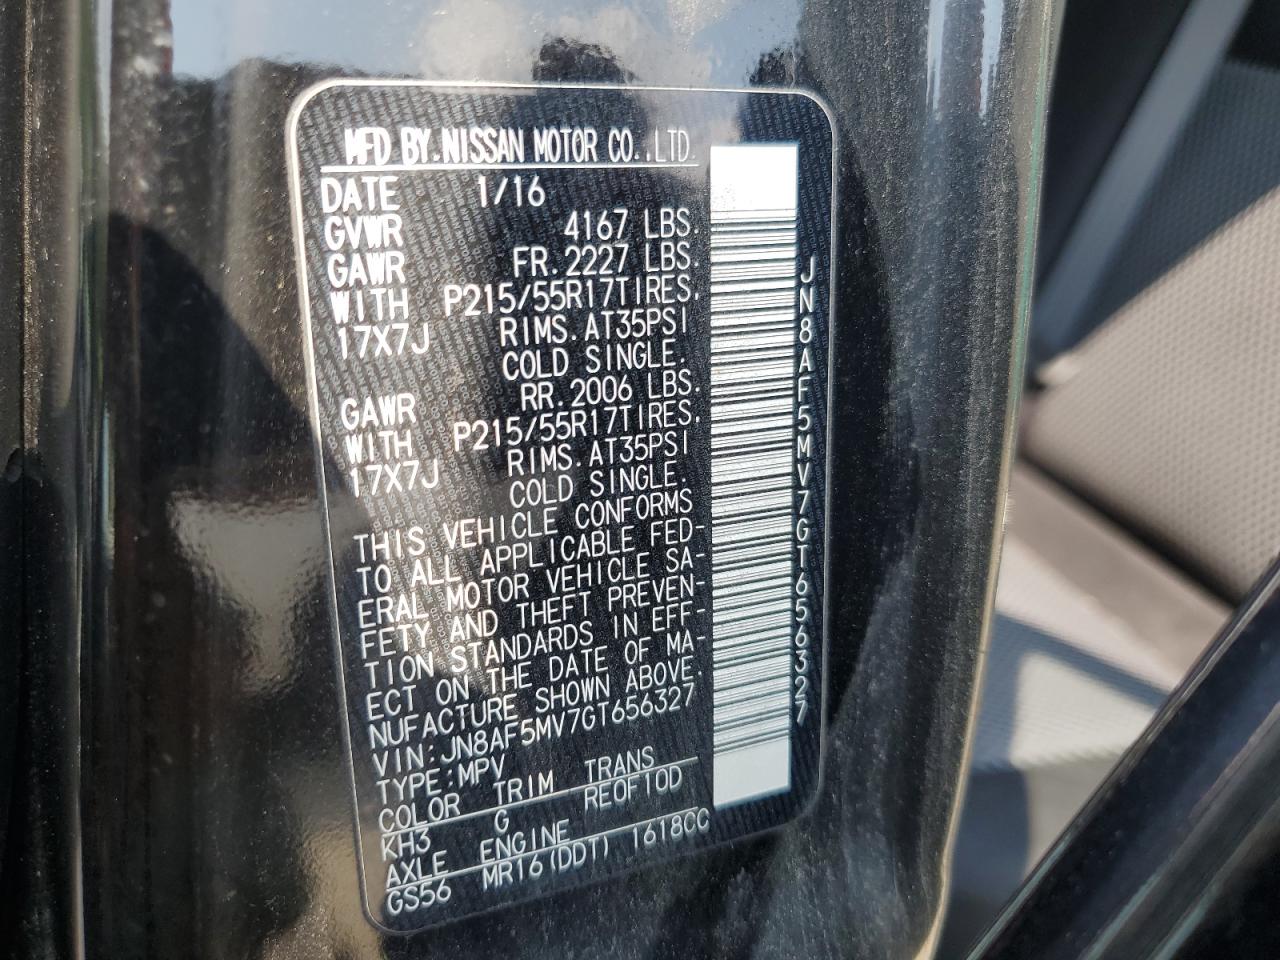 MFD BY.NISSAN MOTOR CO.,LTD
DATE 1/16
GVWR 4167 LBS
GAWR FR.2227 LBS.
WITH P215/55R17TIRES.
17X7J RIMS.AT35PSI
COLD SINGLE.
GAWR RR.2006 LBS.
WITH P215/55R17TIRES.
17X7J RIMS.AT35PSI
COLD SINGLE.
THIS VEHICLE CONFORMS
TO ALL APPLICABLE FED-
ERAL MOTOR VEHICLE SA-
FETY AND THEFT PREVEN-
TION STANDARDS IN EFF-
ECT ON THE DATE OF MA-
NUFACTURE SHOWN ABOVE
VIN:JN8AF5MV7GT656327
TYPE:MPV
COLOR TRIM TRANS
KH3 G REOF10D
AXLE ENGINE
GS56 MR16(DDT) 1618CC
JN8AF5MV7GT656327